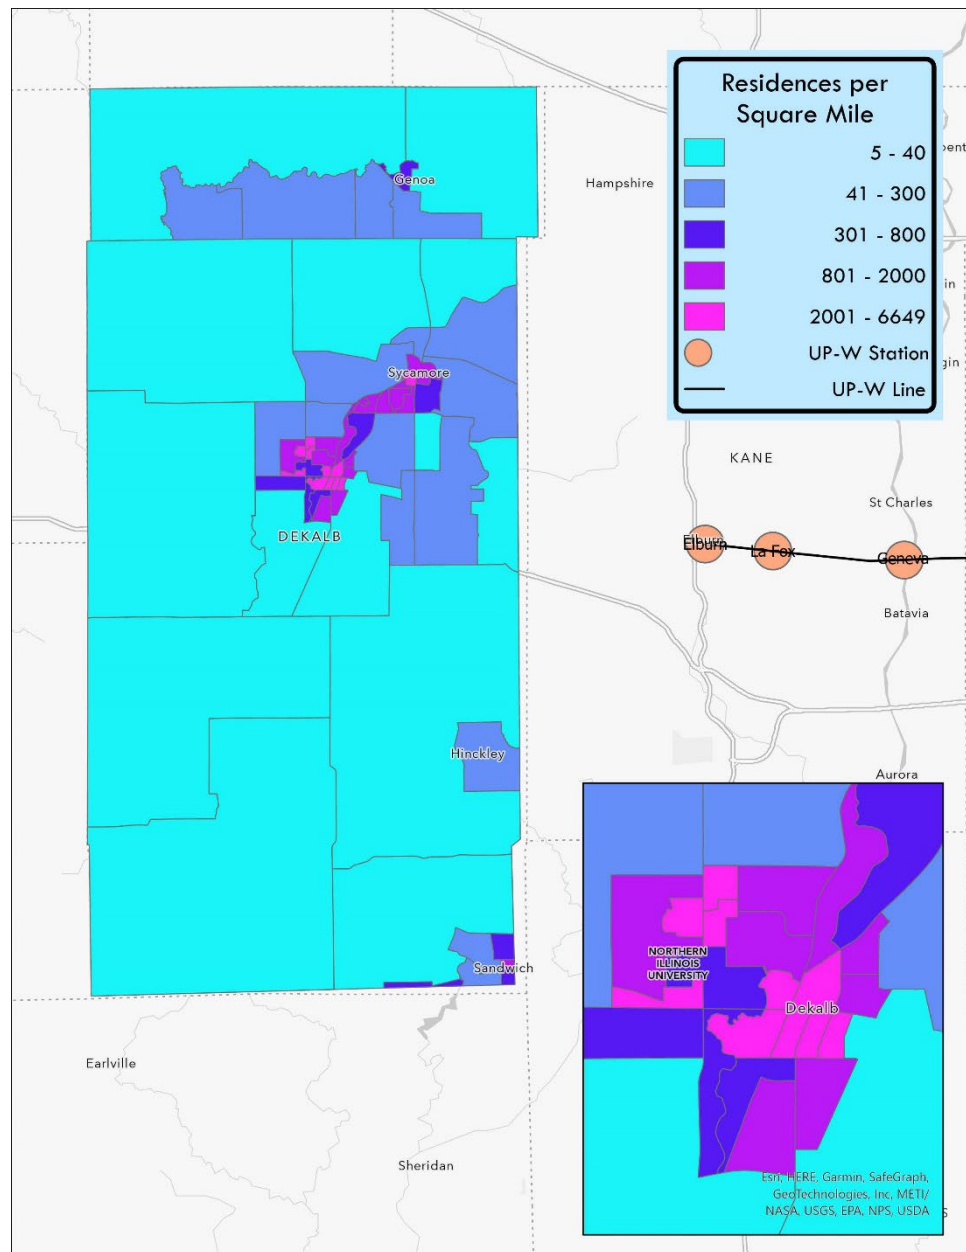 Residences per
Square Mile
5 - 40
41 - 300
301 - 800
801 - 2000
2001 - 6649
UP-W Station
UP-W Line
Genoa
Hampshire
Sycamore
KANE
St Charles
DEKALB
Elburn
Elburn
La Fox
Geneva
Batavia
Hinckley
Aurora
Sandwich
NORTHERN
ILLINOIS
UNIVERSITY
Dekalb
Earlville
Sheridan
Esri, HERE, Garmin, SafeGraph,
GeoTechnologies, Inc, METI/
NASA, USGS, EPA, NPS, USDA